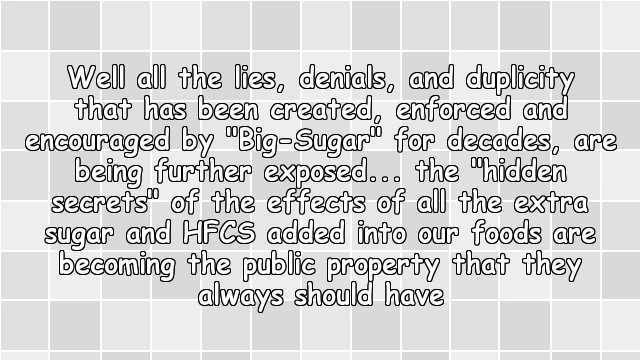 Well all the lies, denials, and duplicity
that has been created, enforced and
encouraged by "Big-Sugar" for decades, are
being further exposed... the "hidden
secrets" of the effects of all the extra
sugar and HFCS added into our foods are
becoming the public property that they
always should have